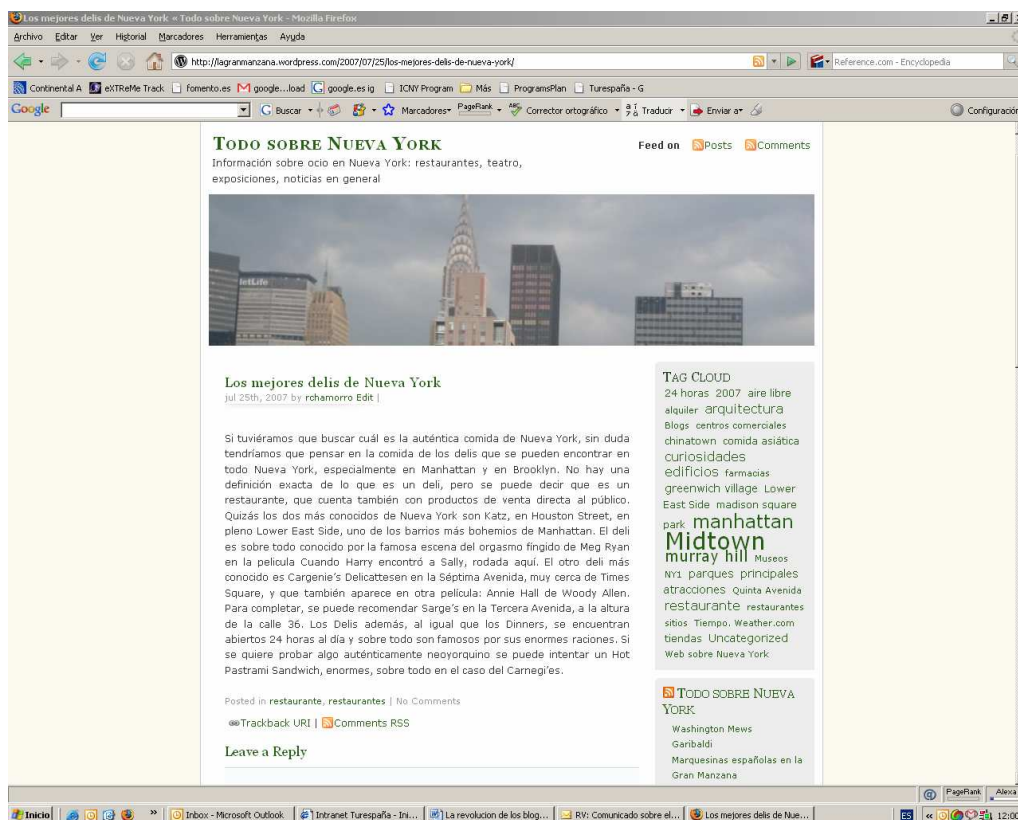 Los mejores delis de Nueva York « Todo sobre Nueva York - Mozilla Firefox
Archivo Editar Ver Historial Marcadores Herramientas Ayuda
http://lagranmanzana.wordpress.com/2007/07/25/los-mejores-delis-de-nueva-york/
Reference.com - Encyclopedia
Continental A eXTReMe Track fomento.es google...load google.es ig ICNY Program Más ProgramsPlan Turespaña - G
Google Buscar Marcadores PageRank Corrector ortográfico Traducir Enviar a Configuración
TODO SOBRE NUEVA YORK
Información sobre ocio en Nueva York: restaurantes, teatro,
exposiciones, noticias en general
Feed on Posts Comments
MetLife
Los mejores delis de Nueva York
jul 25th, 2007 by rchamorro Edit |
Si tuviéramos que buscar cuál es la auténtica comida de Nueva York, sin duda
tendríamos que pensar en la comida de los delis que se pueden encontrar en
todo Nueva York, especialmente en Manhattan y en Brooklyn. No hay una
definición exacta de lo que es un deli, pero se puede decir que es un
restaurante, que cuenta también con productos de venta directa al público.
Quizás los dos más conocidos de Nueva York son Katz, en Houston Street, en
pleno Lower East Side, uno de los barrios más bohemios de Manhattan. El deli
es sobre todo conocido por la famosa escena del orgasmo fingido de Meg Ryan
en la pelicula Cuando Harry encontró a Sally, rodada aquí. El otro deli más
conocido es Cargenie's Delicattesen en la Séptima Avenida, muy cerca de Times
Square, y que también aparece en otra película: Annie Hall de Woody Allen.
Para completar, se puede recomendar Sarge's en la Tercera Avenida, a la altura
de la calle 36. Los Delis además, al igual que los Dinners, se encuentran
abiertos 24 horas al día y sobre todo son famosos por sus enormes raciones. Si
se quiere probar algo auténticamente neoyorquino se puede intentar un Hot
Pastrami Sandwich, enormes, sobre todo en el caso del Carnegi'es.
Posted in restaurante, restaurantes | No Comments
Trackback URI | Comments RSS
Leave a Reply
TAG CLOUD
24 horas 2007 aire libre
alquiler arquitectura
Blogs centros comerciales
chinatown comida asiática
curiosidades
edificios farmacias
greenwich village Lower
East Side madison square
park manhattan
Midtown
murray hill Museos
NY1 parques principales
atracciones Quinta Avenida
restaurante restaurantes
sitios Tiempo. Weather.com
tiendas Uncategorized
Web sobre Nueva York
TODO SOBRE NUEVA
YORK
Washington Mews
Garibaldi
Marquesinas españolas en la
Gran Manzana
PageRank Alexa
Inicio Inbox - Microsoft Outlook Intranet Turespaña - Ini... La revolucion de los blog... RV: Comunicado sobre el... Los mejores delis de Nue... ES 12:00